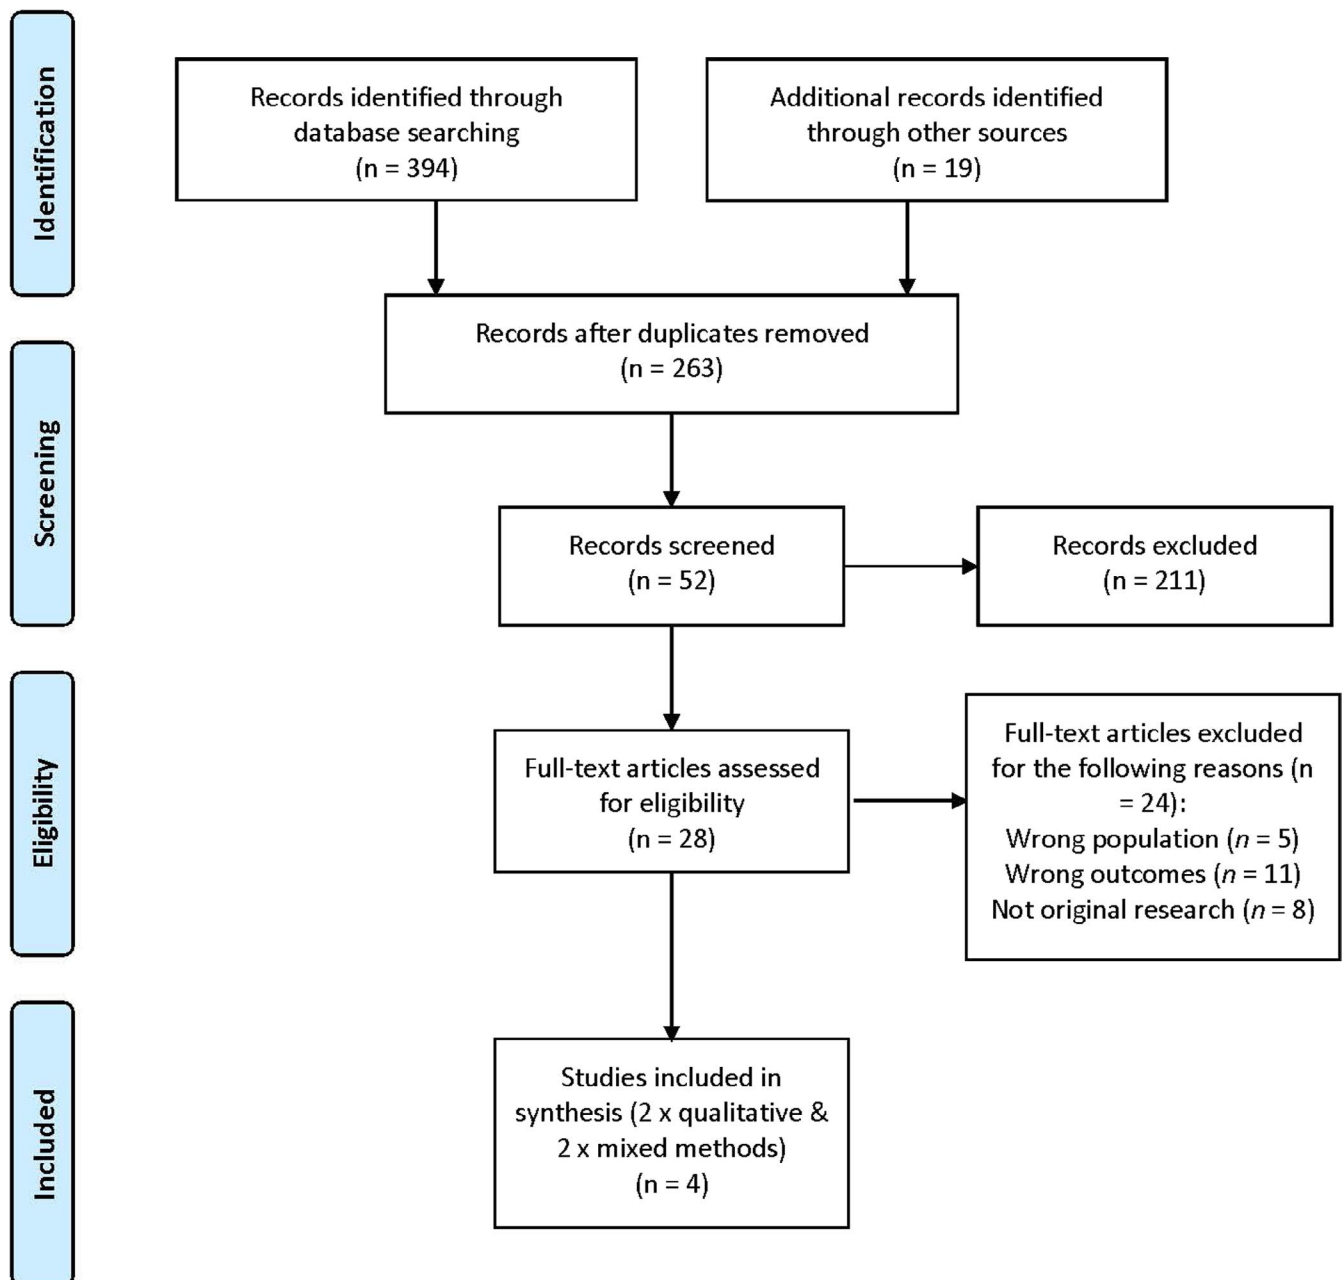 Identification
Records identified through
database searching
(n = 394)
Additional records identified
through other sources
(n = 19)
Records after duplicates removed
(n = 263)
Screening
Records screened
(n = 52)
Records excluded
(n = 211)
Eligibility
Full-text articles assessed
for eligibility
(n = 28)
Full-text articles excluded
for the following reasons (n
= 24):
Wrong population (n = 5)
Wrong outcomes (n = 11)
Not original research (n = 8)
Included
Studies included in
synthesis (2 x qualitative &
2 x mixed methods)
(n = 4)